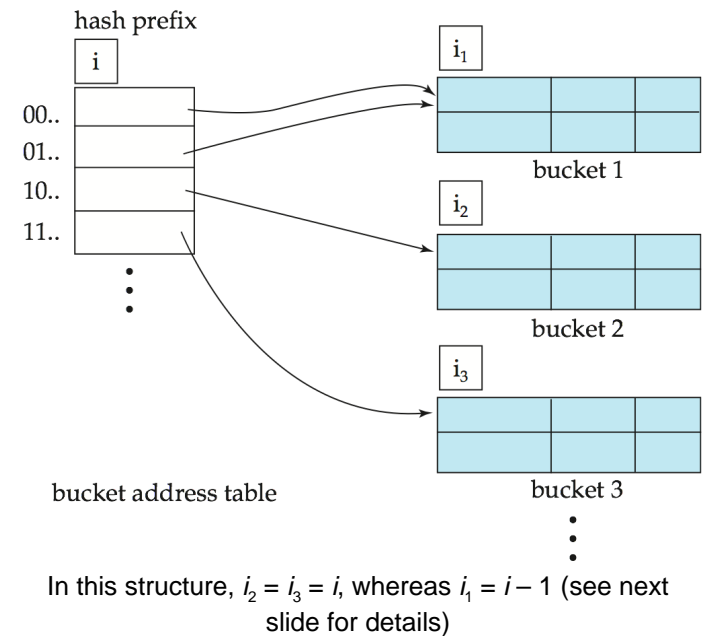 hash prefix
i
00..
01..
10..
11..
bucket address table
i₁
bucket 1
i₂
bucket 2
i₃
bucket 3
In this structure, i₂ = i₃ = i, whereas i₁ = i – 1 (see next
slide for details)